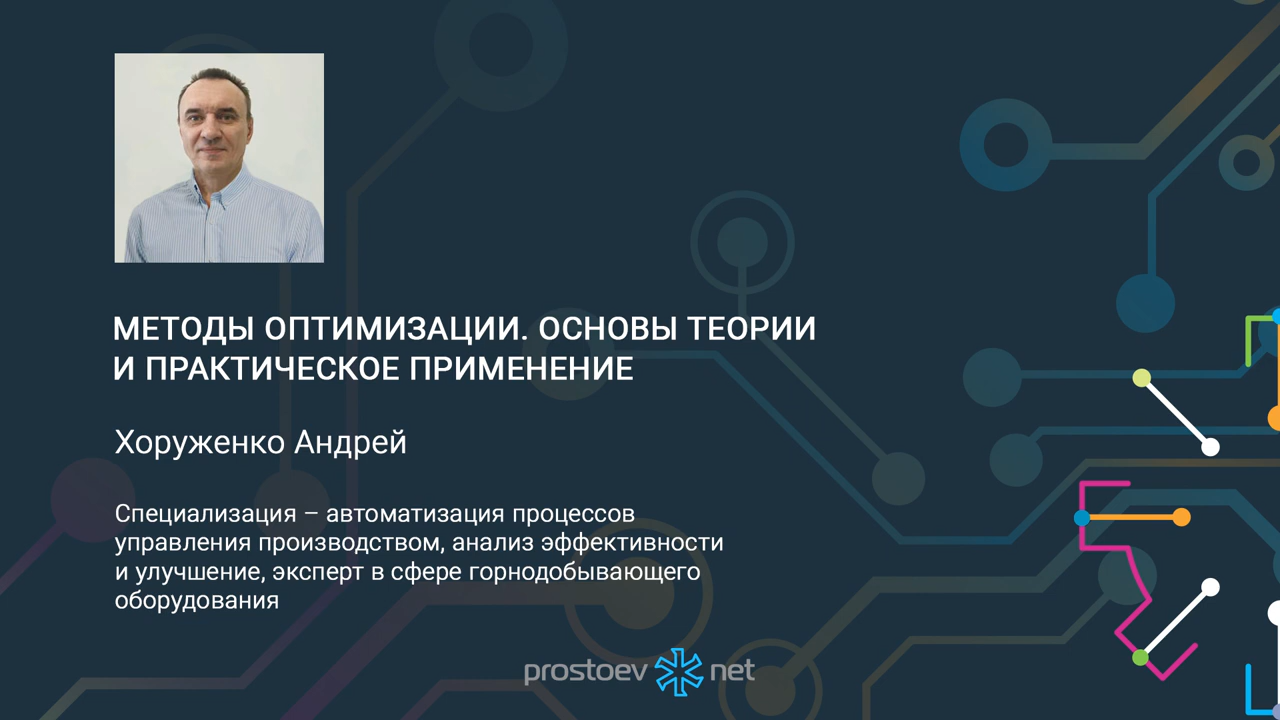 МЕТОДЫ ОПТИМИЗАЦИИ. ОСНОВЫ ТЕОРИИ
И ПРАКТИЧЕСКОЕ ПРИМЕНЕНИЕ
Хоруженко Андрей
Специализация – автоматизация процессов
управления производством, анализ эффективности
и улучшение, эксперт в сфере горнодобывающего
оборудования
prostoev net